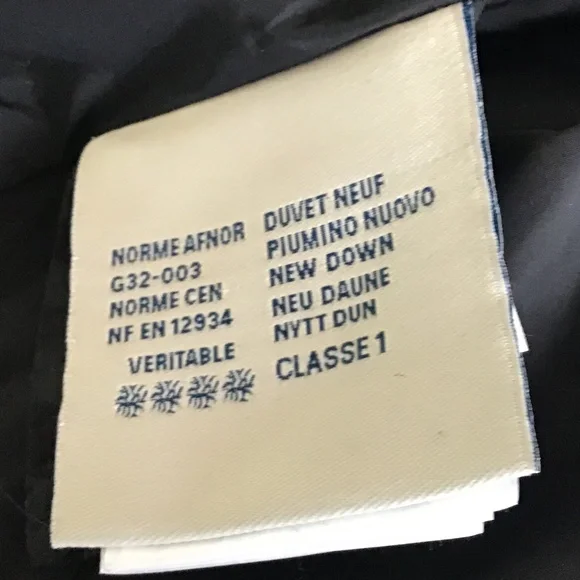 NORME AFNOR
G32-003
NORME CEN
NF EN 12934
VERITABLE
DUVET NEUF
PIUMINO NUOVO
NEW DOWN
NEU DAUNE
NYTT DUN
CLASSE 1